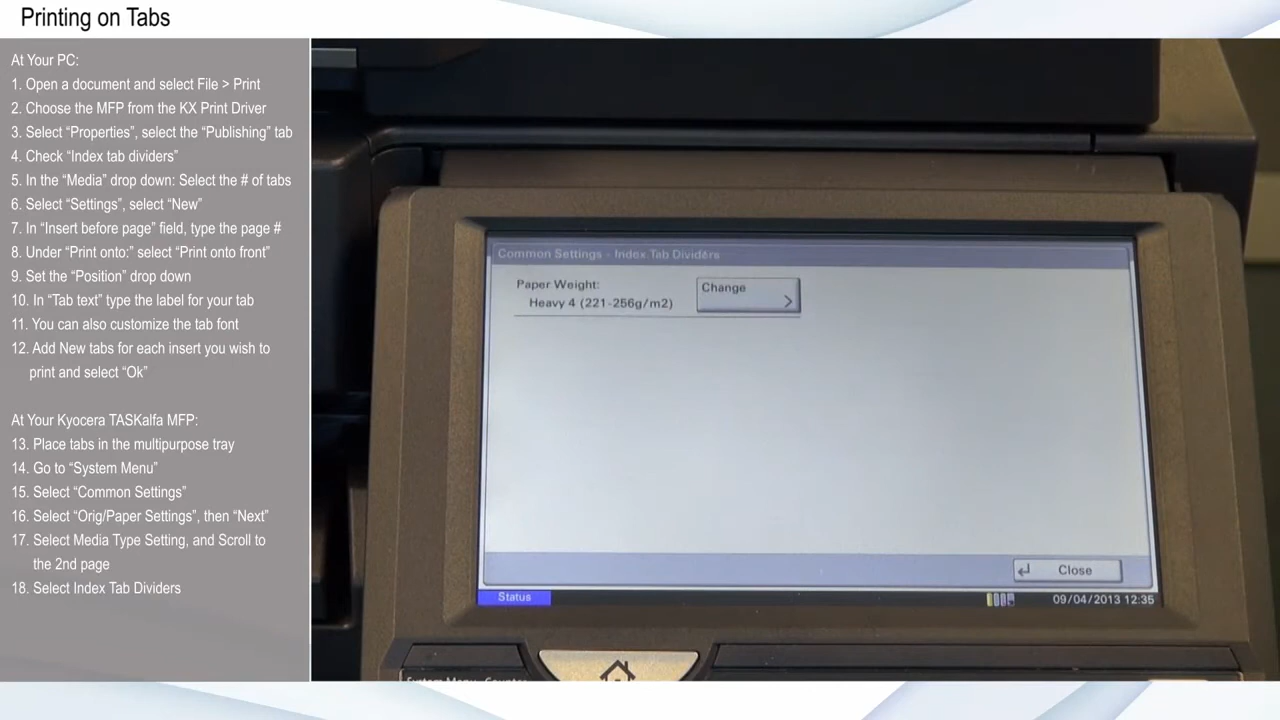 Printing on Tabs
At Your PC:
1. Open a document and select File > Print
2. Choose the MFP from the KX Print Driver
3. Select “Properties”, select the “Publishing” tab
4. Check “Index tab dividers”
5. In the “Media” drop down: Select the # of tabs
6. Select “Settings”, select “New”
7. In “Insert before page” field, type the page #
8. Under “Print onto:” select “Print onto front”
9. Set the “Position” drop down
10. In “Tab text” type the label for your tab
11. You can also customize the tab font
12. Add New tabs for each insert you wish to
print and select “Ok”
At Your Kyocera TASKalfa MFP:
13. Place tabs in the multipurpose tray
14. Go to “System Menu”
15. Select “Common Settings”
16. Select “Orig/Paper Settings”, then “Next”
17. Select Media Type Setting, and Scroll to
the 2nd page
18. Select Index Tab Dividers
Common Settings - Index Tab Dividers
Paper Weight:
Heavy 4 (221-256g/m2)
Change
Close
Status
09/04/2013 12:35
System Menu Counter